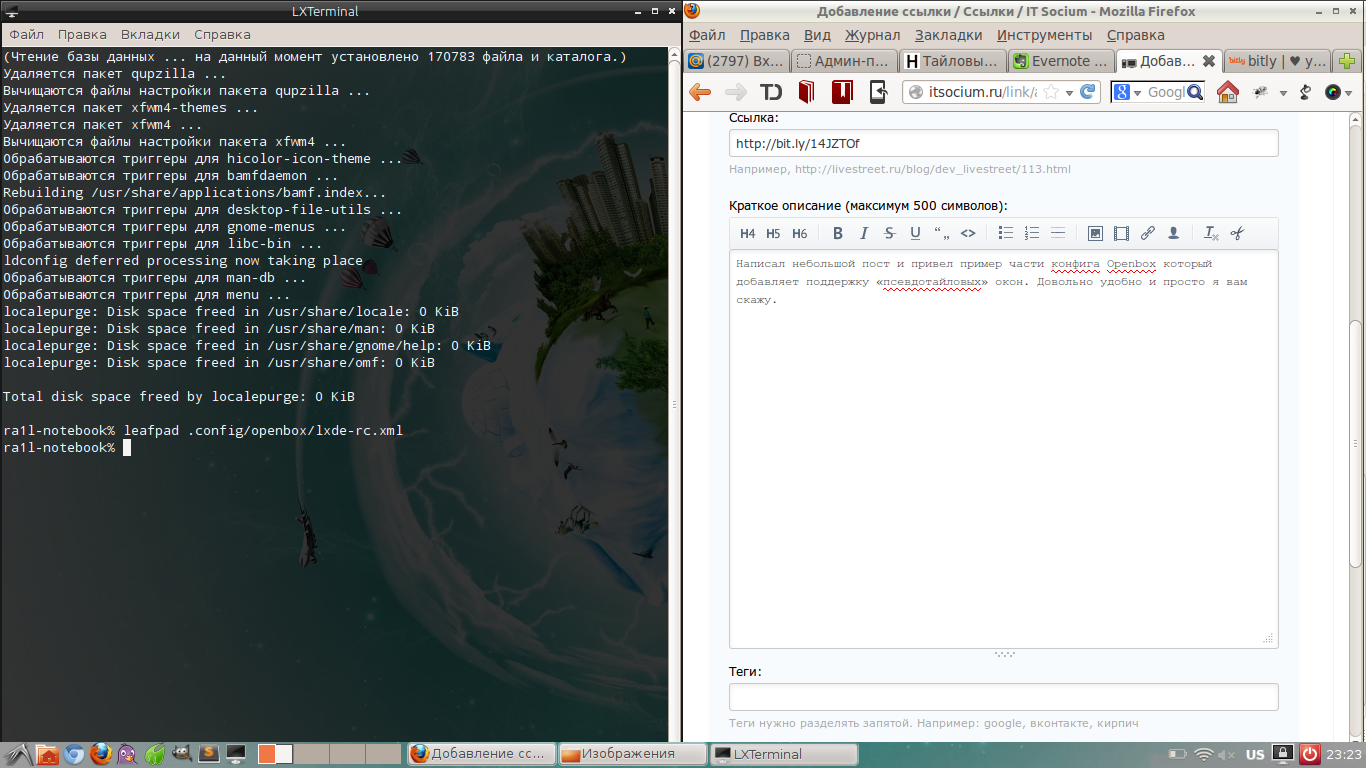 LXTerminal
Файл Правка Вкладки Справка
(Чтение базы данных ... на данный момент установлено 170783 файла и каталога.)
Удаляется пакет qupzilla ...
Вычищаются файлы настройки пакета qupzilla ...
Удаляется пакет xfwm4-themes ...
Удаляется пакет xfwm4 ...
Вычищаются файлы настройки пакета xfwm4 ...
Обрабатываются триггеры для hicolor-icon-theme ...
Обрабатываются триггеры для bamfdaemon ...
Rebuilding /usr/share/applications/bamf.index...
Обрабатываются триггеры для desktop-file-utils ...
Обрабатываются триггеры для gnome-menus ...
Обрабатываются триггеры для libc-bin ...
ldconfig deferred processing now taking place
Обрабатываются триггеры для man-db ...
Обрабатываются триггеры для menu ...
localepurge: Disk space freed in /usr/share/locale: 0 KiB
localepurge: Disk space freed in /usr/share/man: 0 KiB
localepurge: Disk space freed in /usr/share/gnome/help: 0 KiB
localepurge: Disk space freed in /usr/share/omf: 0 KiB
Total disk space freed by localepurge: 0 KiB
ra1l-notebook% leafpad .config/openbox/lxde-rc.xml
ra1l-notebook%
Добавление ссылки / Ссылки / IT Socium - Mozilla Firefox
Файл Правка Вид Журнал Закладки Инструменты Справка
(2797) Вх... Админ-п... Тайловы... Evernote ... Добав... bitly | ♥ y...
itsocium.ru/link/a Googl
Ссылка:
http://bit.ly/14JZTOf
Например, http://livestreet.ru/blog/dev_livestreet/113.html
Краткое описание (максимум 500 символов):
H4 H5 H6 B I S U “„ <>
Написал небольшой пост и привел пример части конфига Openbox который
добавляет поддержку «псевдотайловых» окон. Довольно удобно и просто я вам
скажу.
Теги:
Теги нужно разделять запятой. Например: google, вконтакте, кирпич
Добавление сс... Изображения LXTerminal US 23:23